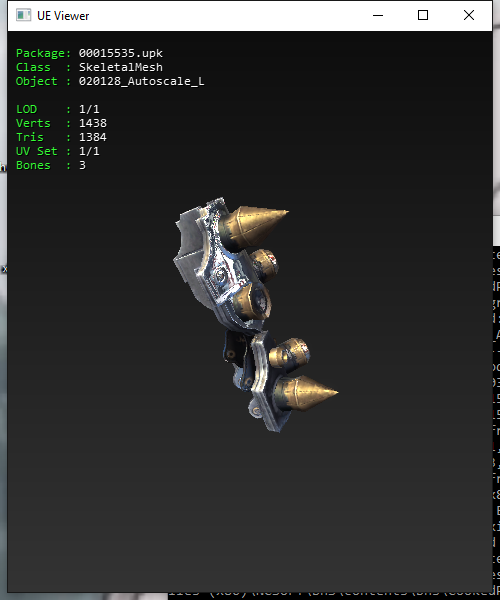 UE Viewer
Package: 00015535.upk
Class : SkeletalMesh
Object : 020128_Autoscale_L
LOD : 1/1
Verts : 1438
Tris : 1384
UV Set : 1/1
Bones : 3